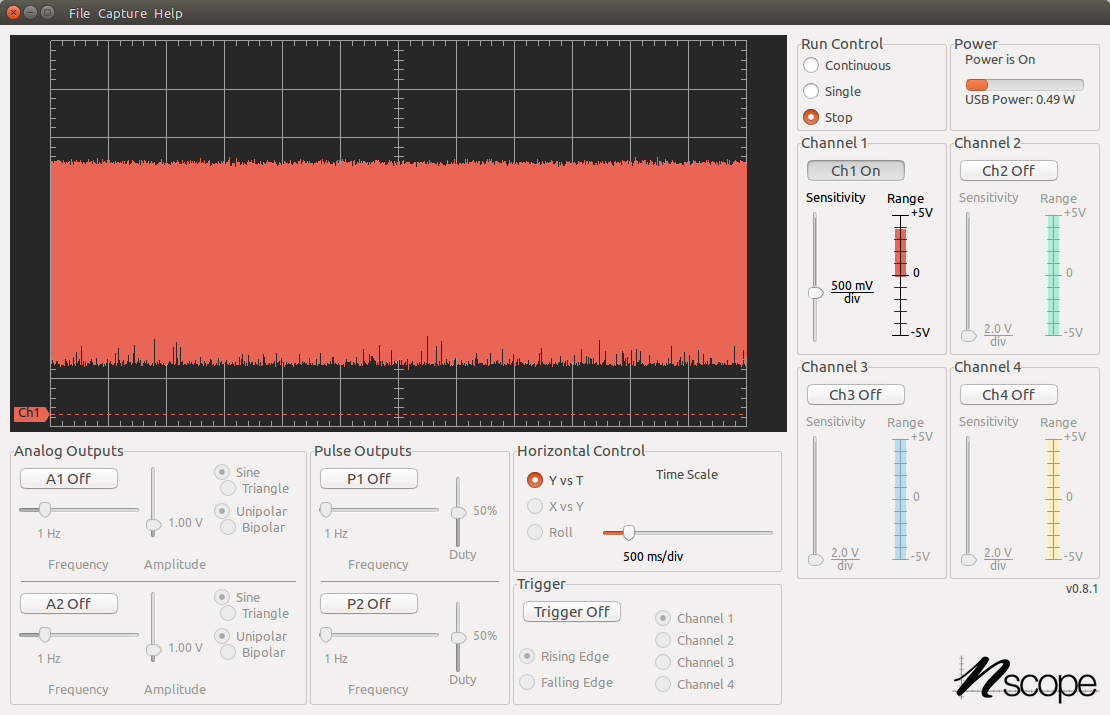 File Capture Help
Ch1
Run Control
Continuous
Single
Stop
Power
Power is On
USB Power: 0.49 W
Channel 1
Ch1 On
Sensitivity
Range
+5V
500 mV
div
0
-5V
Channel 2
Ch2 Off
Sensitivity
Range
+5V
0
2.0 V
div
-5V
Channel 3
Ch3 Off
Sensitivity
Range
+5V
0
2.0 V
div
-5V
Channel 4
Ch4 Off
Sensitivity
Range
+5V
0
2.0 V
div
-5V
Analog Outputs
A1 Off
1 Hz
Frequency
1.00 V
Amplitude
Sine
Triangle
Unipolar
Bipolar
A2 Off
1 Hz
Frequency
1.00 V
Amplitude
Sine
Triangle
Unipolar
Bipolar
Pulse Outputs
P1 Off
1 Hz
Frequency
50%
Duty
P2 Off
1 Hz
Frequency
50%
Duty
Horizontal Control
Y vs T
X vs Y
Roll
Time Scale
500 ms/div
Trigger
Trigger Off
Rising Edge
Falling Edge
Channel 1
Channel 2
Channel 3
Channel 4
v0.8.1
nscope